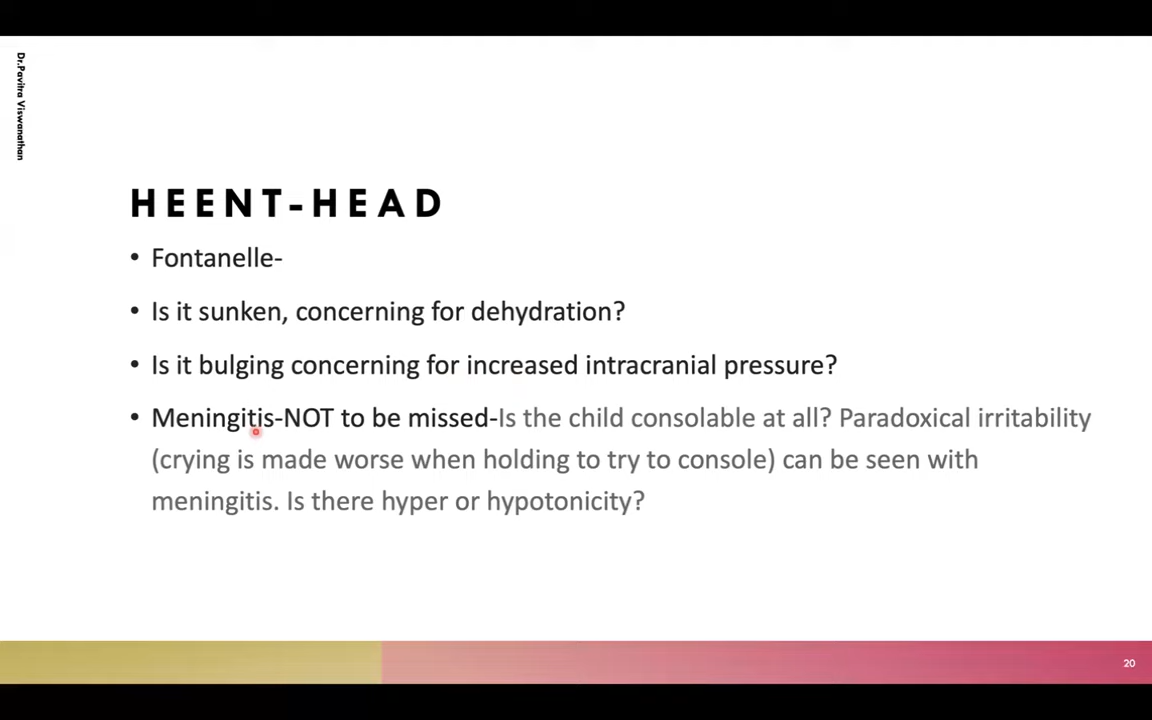 Dr.Pavitra Viswanathan
HEENT-HEAD
• Fontanelle-
• Is it sunken, concerning for dehydration?
• Is it bulging concerning for increased intracranial pressure?
• Meningitis-NOT to be missed-Is the child consolable at all? Paradoxical irritability
(crying is made worse when holding to try to console) can be seen with
meningitis. Is there hyper or hypotonicity?
20